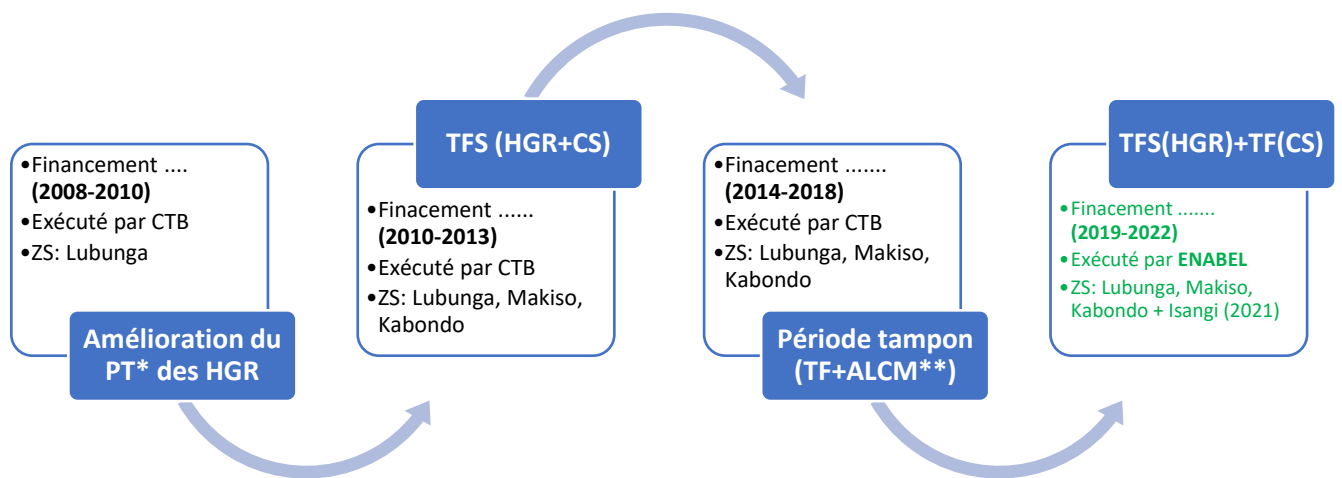 •Financement ....
(2008-2010)
•Exécuté par CTB
•ZS: Lubunga
Amélioration du
PT* des HGR
TFS (HGR+CS)
•Finacement ......
(2010-2013)
•Exécuté par CTB
•ZS: Lubunga, Makiso,
Kabondo
•Finacement .......
(2014-2018)
•Exécuté par CTB
•ZS: Lubunga, Makiso,
Kabondo
Période tampon
(TF+ALCM**)
TFS(HGR)+TF(CS)
•Finacement .......
(2019-2022)
•Exécuté par ENABEL
•ZS: Lubunga, Makiso,
Kabondo + Isangi (2021)